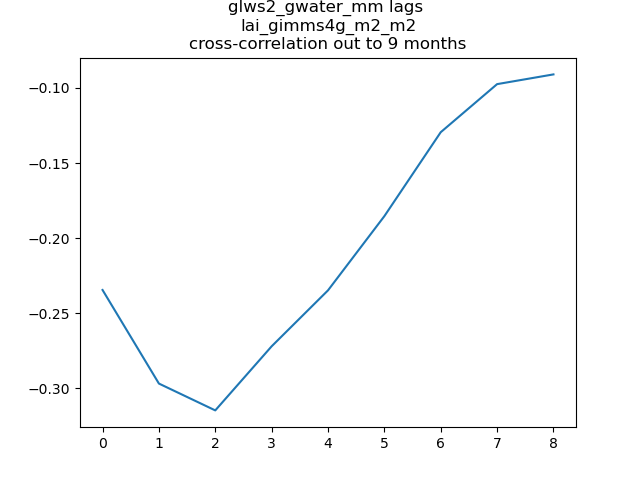 glws2_gwater_mm lags
lai_gimms4g_m2_m2
cross-correlation out to 9 months
−0.10
−0.15
−0.20
−0.25
−0.30
0 1 2 3 4 5 6 7 8